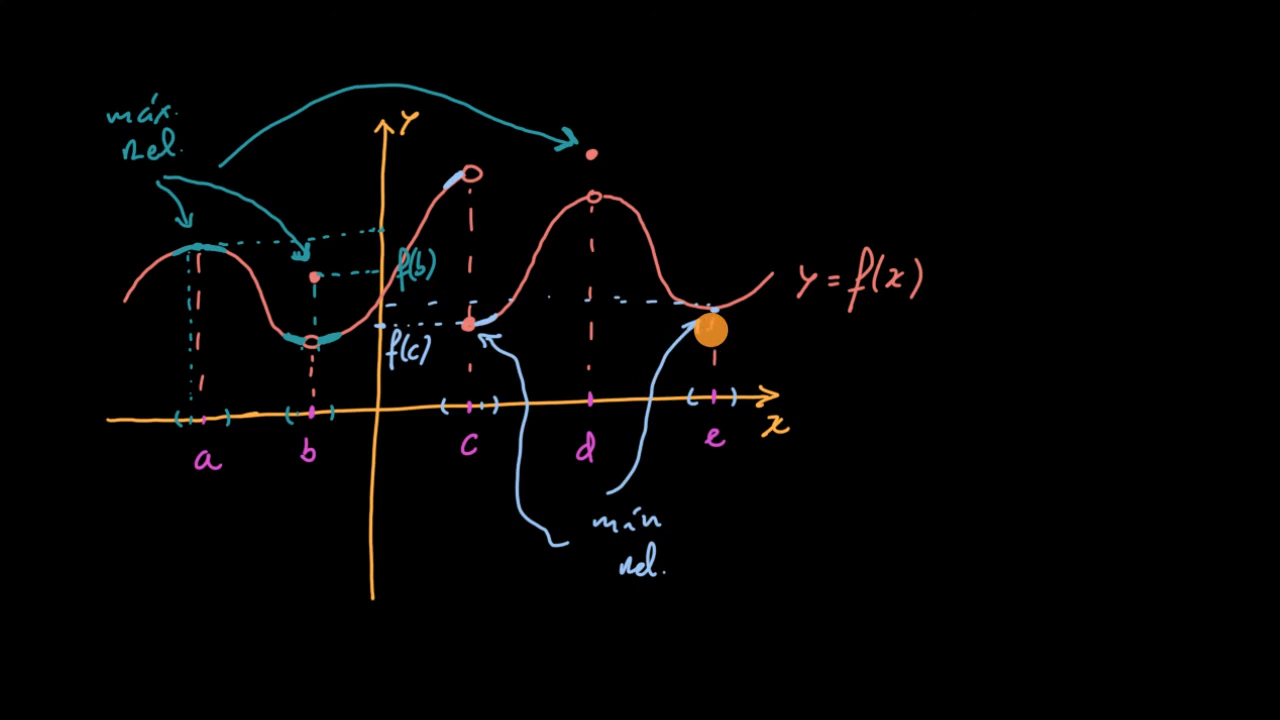 máx.
rel.
y
f(b)
y = f(x)
f(c)
x
a
b
c
d
e
mín
rel.